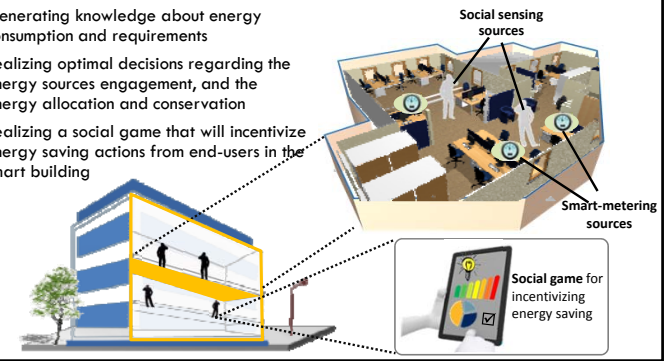 enerating knowledge about energy
onsumption and requirements
ealizing optimal decisions regarding the
nergy sources engagement, and the
nergy allocation and conservation
ealizing a social game that will incentivize
nergy saving actions from end-users in the
mart building
Social sensing
sources
Smart-metering
sources
Social game for
incentivizing
energy saving